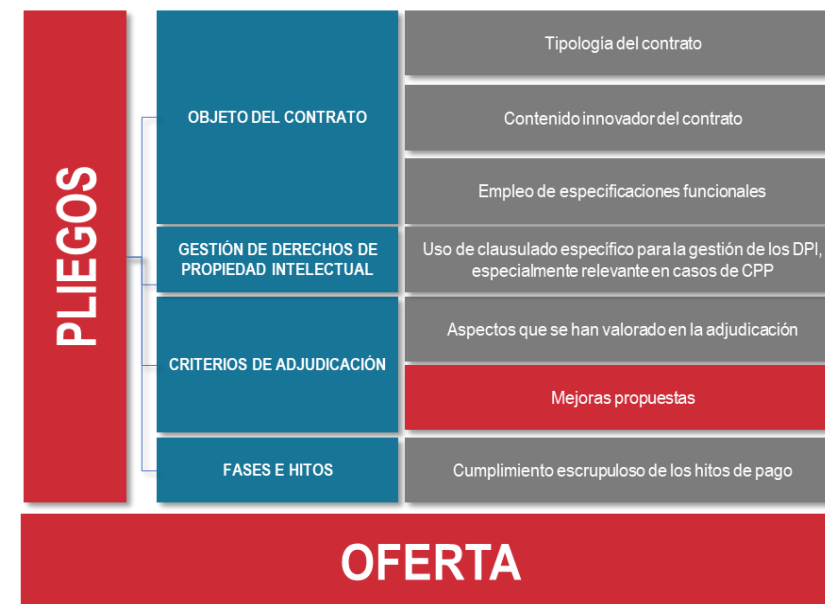 PLIEGOS
OBJETO DEL CONTRATO
Tipología del contrato
Contenido innovador del contrato
Empleo de especificaciones funcionales
GESTIÓN DE DERECHOS DE
PROPIEDAD INTELECTUAL
Uso de clausulado específico para la gestión de los DPI,
especialmente relevante en casos de CPP
CRITERIOS DE ADJUDICACIÓN
Aspectos que se han valorado en la adjudicación
Mejoras propuestas
FASES E HITOS
Cumplimiento escrupuloso de los hitos de pago
OFERTA